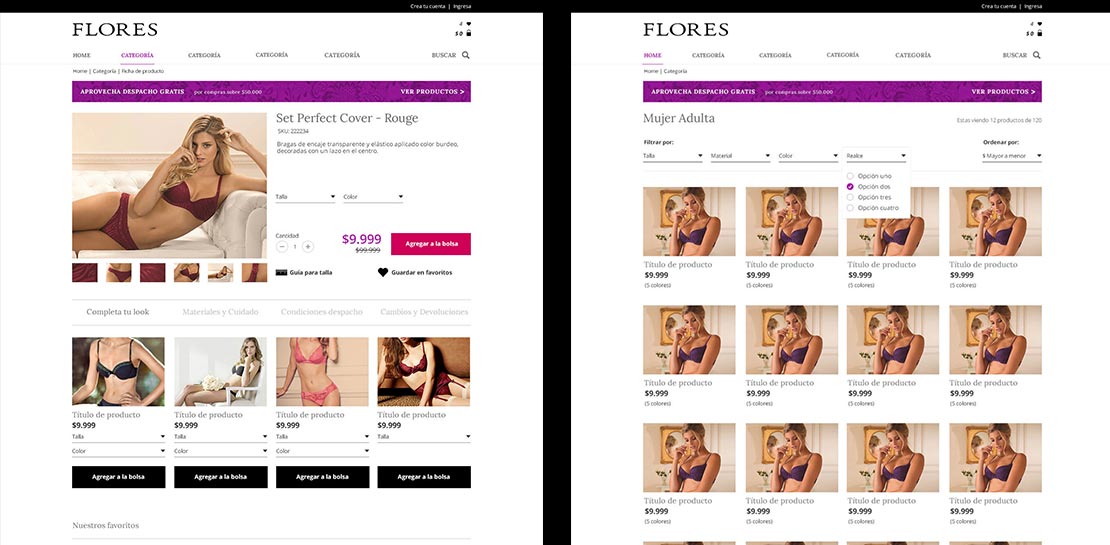 Crea tu cuenta | Ingresa
FLORES
$ 0
HOME CATEGORÍA CATEGORÍA CATEGORÍA CATEGORÍA BUSCAR
Home | Categoría | Ficha de producto
APROVECHA DESPACHO GRATIS por compras sobre $50.000 VER PRODUCTOS >
Set Perfect Cover - Rouge
SKU: 222234
Bragas de encaje transparente y elástico aplicado color burdeo,
decoradas con un lazo en el centro.
Talla Color
Cantidad:
1
$9.999
$99.999
Agregar a la bolsa
Guía para talla Guardar en favoritos
Completa tu look Materiales y Cuidado Condiciones despacho Cambios y Devoluciones
Título de producto Título de producto Título de producto Título de producto
$9.999 $9.999 $9.999 $9.999
Talla Talla Talla Talla
Color Color Color
Agregar a la bolsa Agregar a la bolsa Agregar a la bolsa Agregar a la bolsa
Nuestros favoritos
Crea tu cuenta | Ingresa
FLORES
$ 0
HOME CATEGORÍA CATEGORÍA CATEGORÍA CATEGORÍA BUSCAR
Home | Categoría
APROVECHA DESPACHO GRATIS por compras sobre $50.000 VER PRODUCTOS >
Mujer Adulta Estas viendo 12 productos de 120
Filtrar por: Ordenar por:
Talla Material Color Realce $ Mayor a menor
Opción uno
Opción dos
Opción tres
Opción cuatro
Título de producto Título de producto Título de producto Título de producto
$9.999 $9.999 $9.999 $9.999
(5 colores) (5 colores) (5 colores) (5 colores)
Título de producto Título de producto Título de producto Título de producto
$9.999 $9.999 $9.999 $9.999
(5 colores) (5 colores) (5 colores) (5 colores)
Título de producto Título de producto Título de producto Título de producto
$9.999 $9.999 $9.999 $9.999
(5 colores) (5 colores) (5 colores) (5 colores)